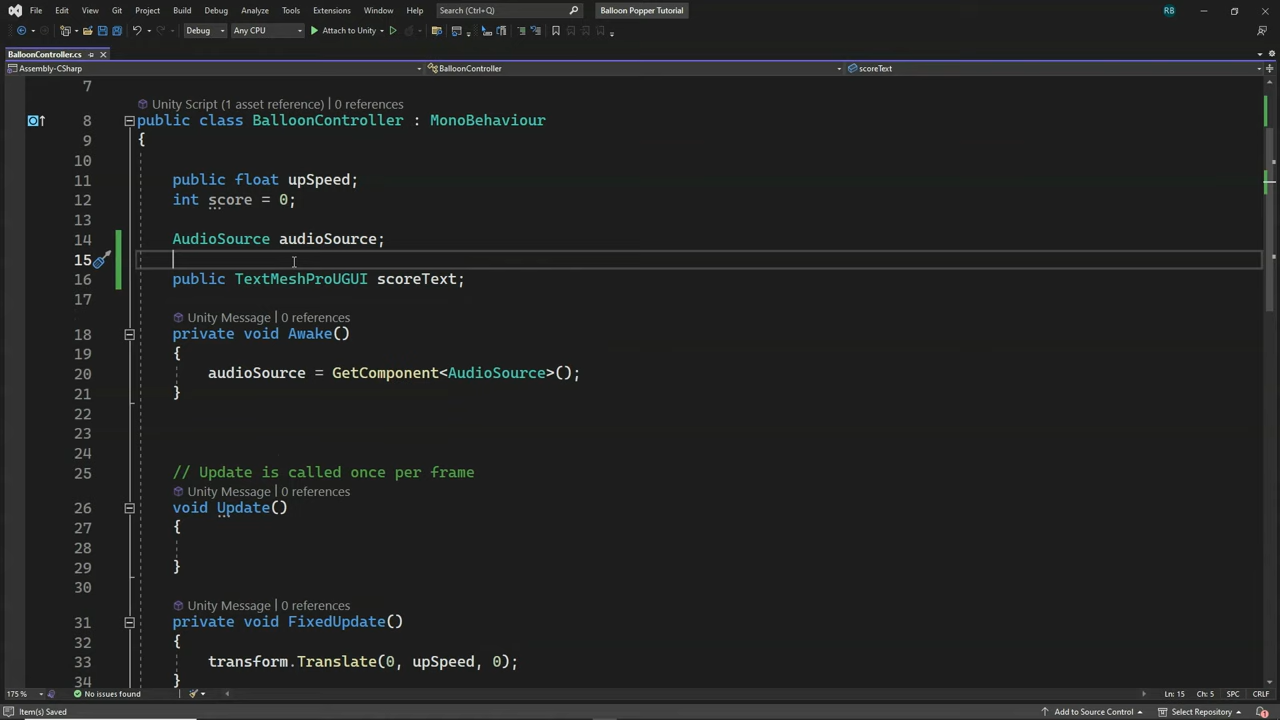 File Edit View Git Project Build Debug Analyze Tools Extensions Window Help Search (Ctrl+Q) Balloon Popper Tutorial RB
Debug Any CPU Attach to Unity
BalloonController.cs
Assembly-CSharp BalloonController scoreText
7
Unity Script (1 asset reference) | 0 references
8 public class BalloonController : MonoBehaviour
9 {
10
11 public float upSpeed;
12 int score = 0;
13
14 AudioSource audioSource;
15
16 public TextMeshProUGUI scoreText;
17
Unity Message | 0 references
18 private void Awake()
19 {
20 audioSource = GetComponent<AudioSource>();
21 }
22
23
24
25 // Update is called once per frame
Unity Message | 0 references
26 void Update()
27 {
28
29 }
30
Unity Message | 0 references
31 private void FixedUpdate()
32 {
33 transform.Translate(0, upSpeed, 0);
34 }
175 % No issues found Ln: 15 Ch: 5 SPC CRLF
Item(s) Saved Add to Source Control Select Repository 1